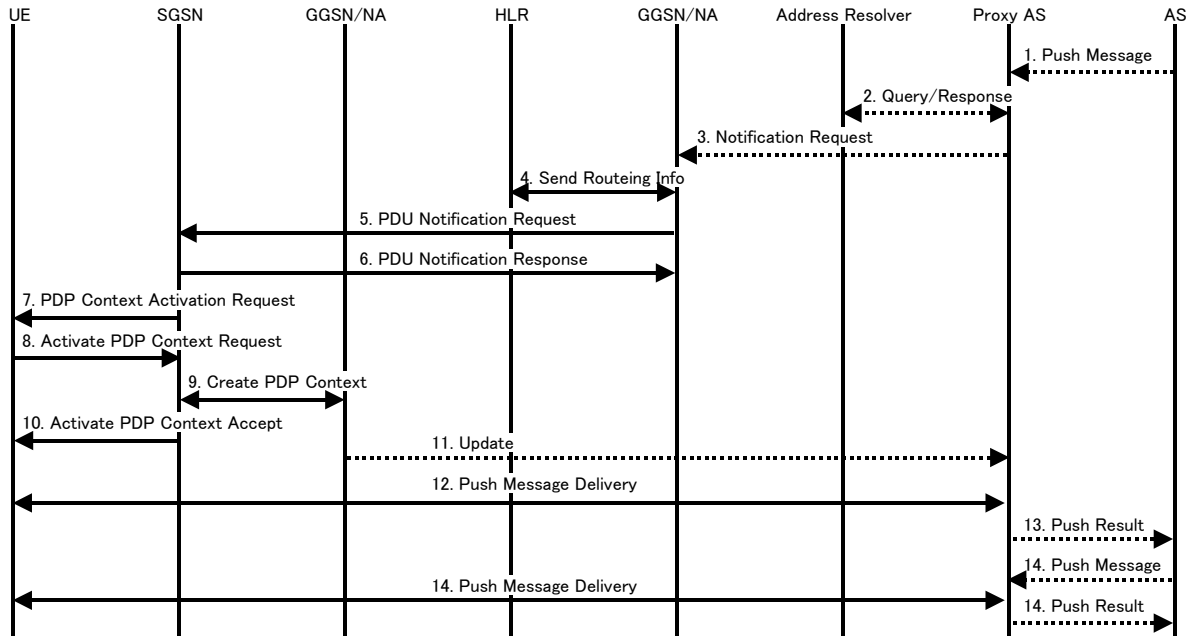 UE SGSN GGSN/NA HLR GGSN/NA Address Resolver Proxy AS AS
1. Push Message
2. Query/Response
3. Notification Request
4. Send Routeing Info
5. PDU Notification Request
6. PDU Notification Response
7. PDP Context Activation Request
8. Activate PDP Context Request
9. Create PDP Context
10. Activate PDP Context Accept
11. Update
12. Push Message Delivery
13. Push Result
14. Push Message
14. Push Message Delivery
14. Push Result